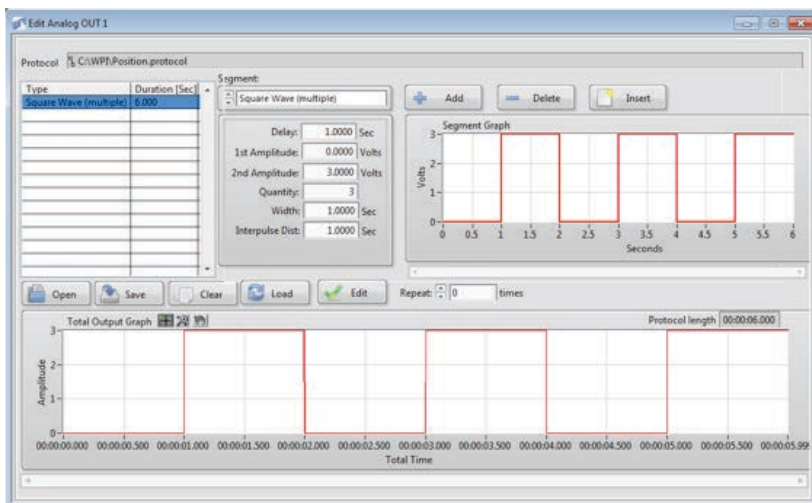 Edit Analog OUT 1
Protocol C:\WPI\Position.protocol
Type Duration [Sec]
Square Wave (multiple) 6.000
Segment:
Square Wave (multiple)
Add Delete Insert
Delay: 1.0000 Sec
1st Amplitude: 0.0000 Volts
2nd Amplitude: 3.0000 Volts
Quantity: 3
Width: 1.0000 Sec
Interpulse Dist: 1.0000 Sec
Segment Graph
Volts
3
2
1
0
0 0.5 1 1.5 2 2.5 3 3.5 4 4.5 5 5.5 6
Seconds
Open Save Clear Load Edit Repeat: 0 times
Total Output Graph Protocol length 00:00:06.000
Amplitude
3
2
1
0
00:00:00.000 00:00:00.500 00:00:01.000 00:00:01.500 00:00:02.000 00:00:02.500 00:00:03.000 00:00:03.500 00:00:04.000 00:00:04.500 00:00:05.000 00:00:05.500 00:00:05.999
Total Time